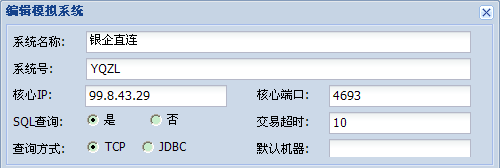 编辑模拟系统
系统名称: 银企直连
系统号: YQZL
核心IP: 99.8.43.29 核心端口: 4693
SQL查询: 是 否 交易超时: 10
查询方式: TCP JDBC 默认机器: